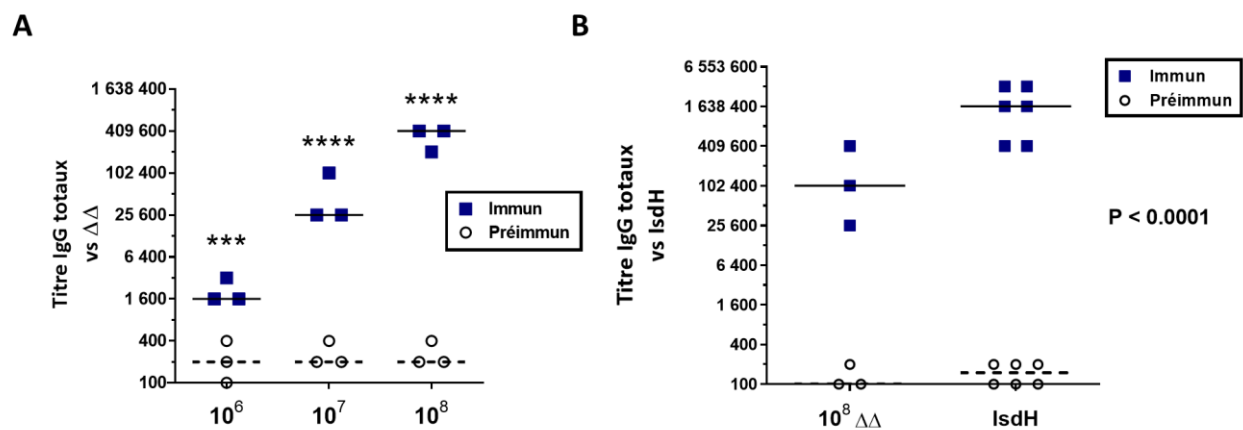 A
Titre IgG totaux
vs ΔΔ
1 638 400
409 600
102 400
25 600
6 400
1 600
400
100
***
****
****
10⁶
10⁷
10⁸
Immun
Préimmun
B
Titre IgG totaux
vs IsdH
6 553 600
1 638 400
409 600
102 400
25 600
6 400
1 600
400
100
10⁸ ΔΔ
IsdH
Immun
Préimmun
P < 0.0001